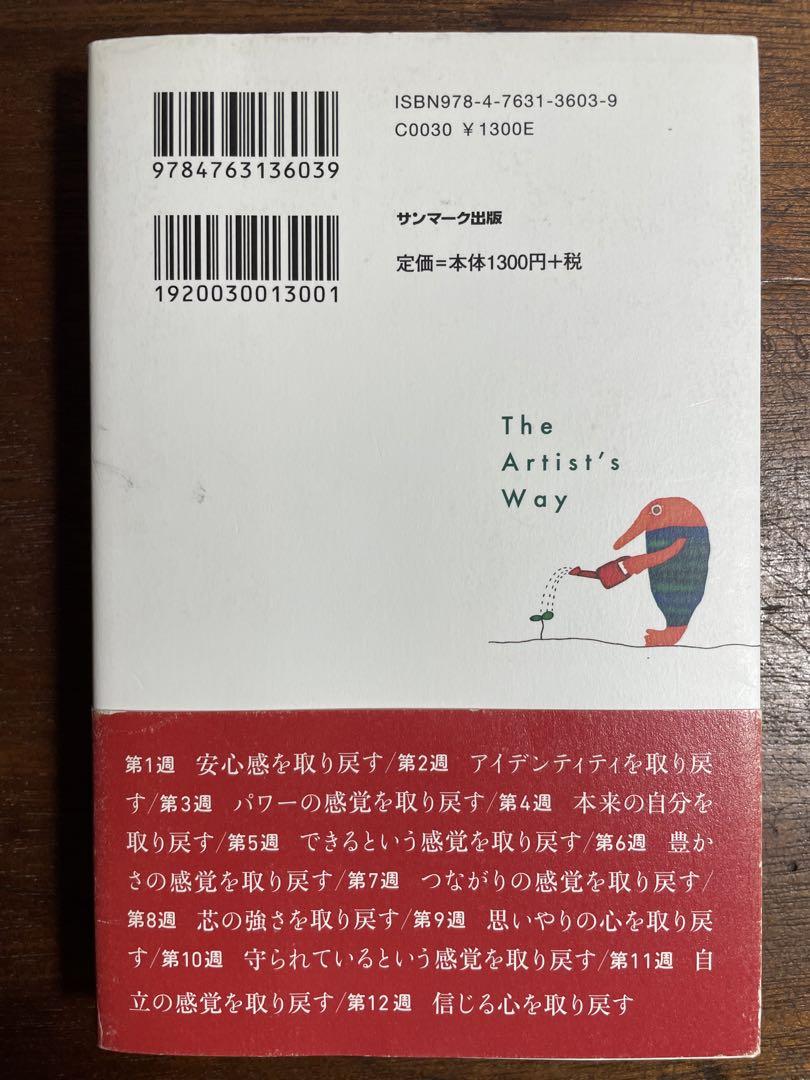 ISBN978-4-7631-3603-9
C0030 ¥1300E
9784763136039
サンマーク出版
定価=本体1300円+税
1920030013001
The
Artist's
Way
第1週 安心感を取り戻す/第2週 アイデンティティを取り戻
す/第3週 パワーの感覚を取り戻す/第4週 本来の自分を
取り戻す/第5週 できるという感覚を取り戻す/第6週 豊か
さの感覚を取り戻す/第7週 つながりの感覚を取り戻す/
第8週 芯の強さを取り戻す/第9週 思いやりの心を取り戻
す/第10週 守られているという感覚を取り戻す/第11週 自
立の感覚を取り戻す/第12週 信じる心を取り戻す